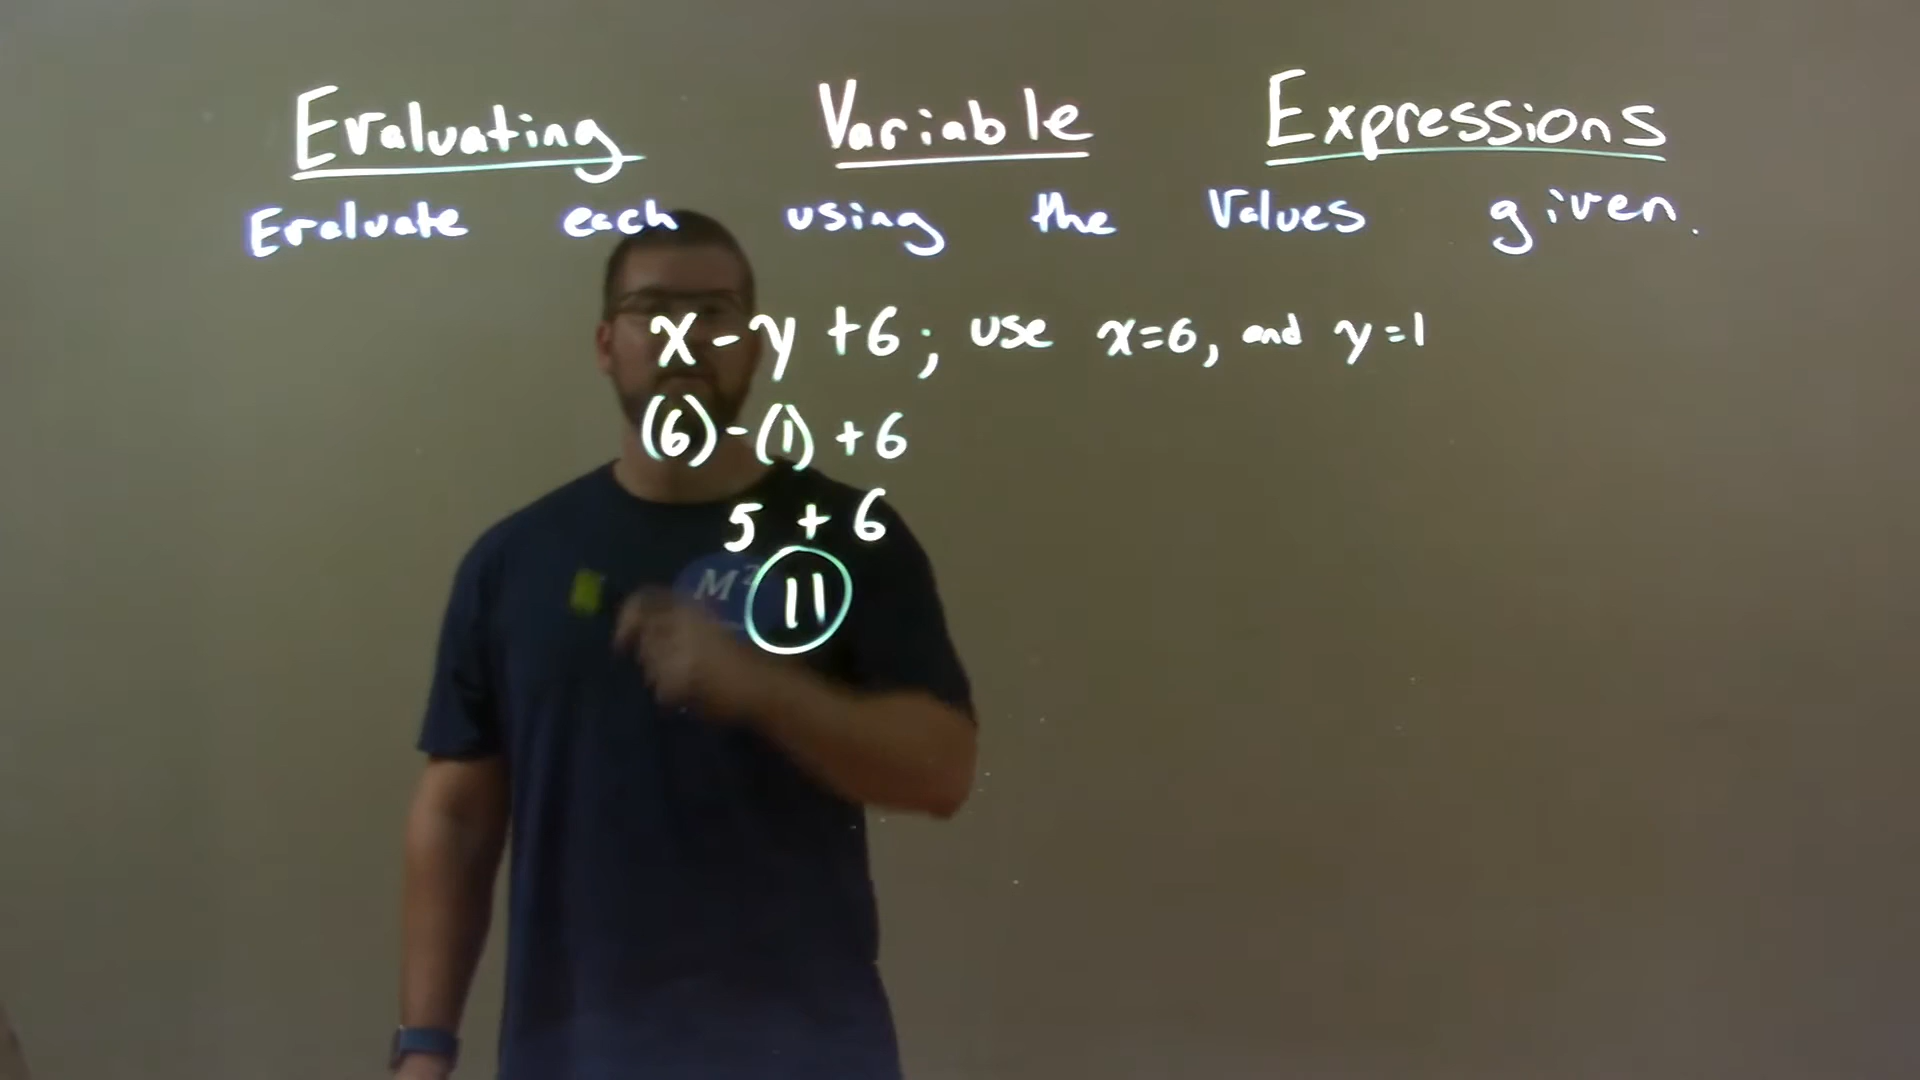 Evaluating Variable Expressions
Evaluate each using the values given.
x - y + 6 ; use x=6, and y=1
(6) - (1) + 6
5 + 6
M²
11